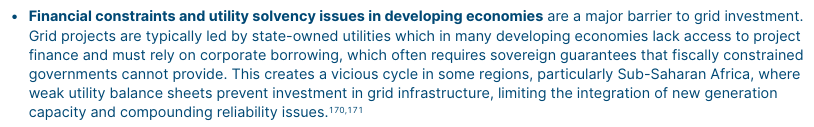 • Financial constraints and utility solvency issues in developing economies are a major barrier to grid investment.
Grid projects are typically led by state-owned utilities which in many developing economies lack access to project
finance and must rely on corporate borrowing, which often requires sovereign guarantees that fiscally constrained
governments cannot provide. This creates a vicious cycle in some regions, particularly Sub-Saharan Africa, where
weak utility balance sheets prevent investment in grid infrastructure, limiting the integration of new generation
capacity and compounding reliability issues.¹⁷⁰,¹⁷¹